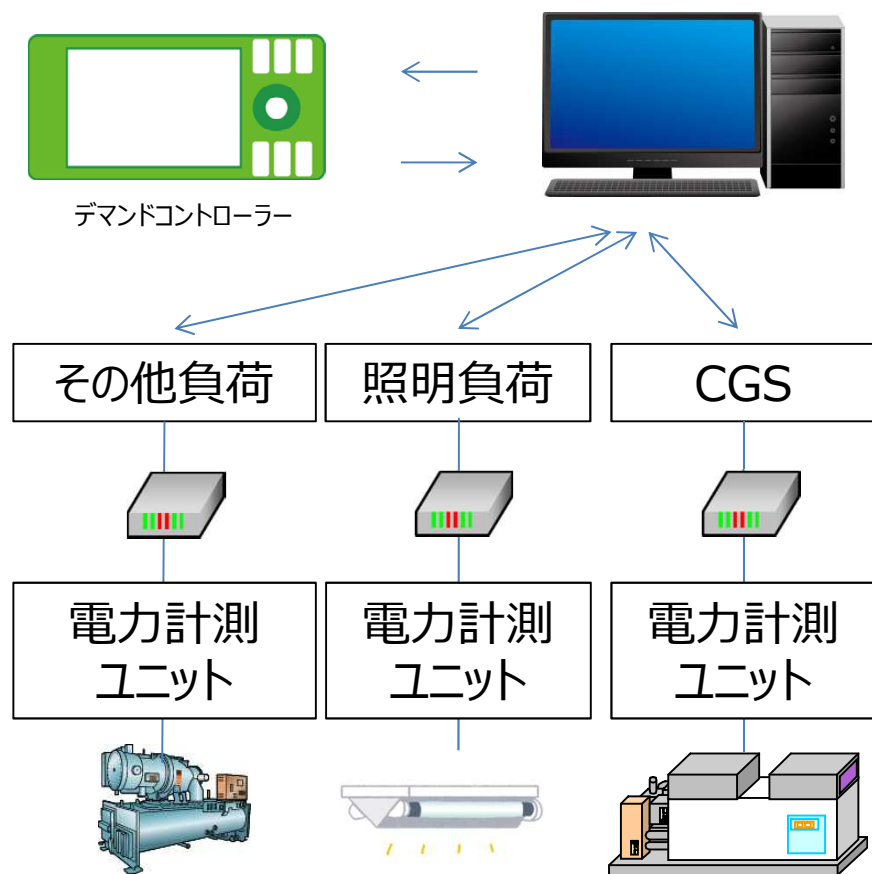 デマンドコントローラー
その他負荷
照明負荷
CGS
電力計測
ユニット
電力計測
ユニット
電力計測
ユニット